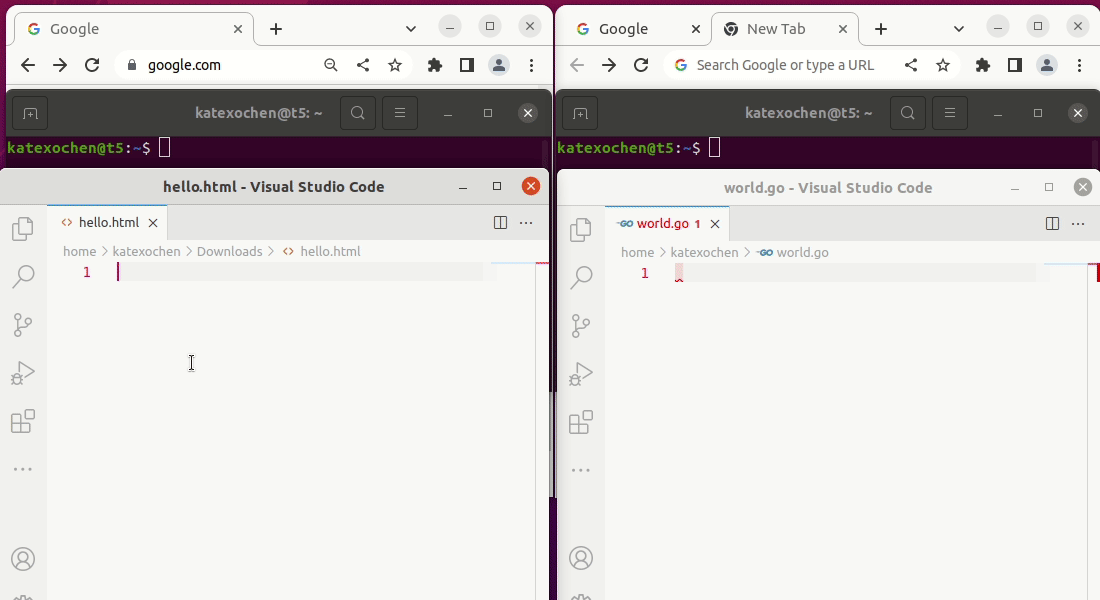 Google
google.com
katexochen@t5: ~
katexochen@t5:~$
hello.html - Visual Studio Code
hello.html
home > katexochen > Downloads > hello.html
1
Google
New Tab
Search Google or type a URL
katexochen@t5: ~
katexochen@t5:~$
world.go - Visual Studio Code
world.go 1
home > katexochen > world.go
1